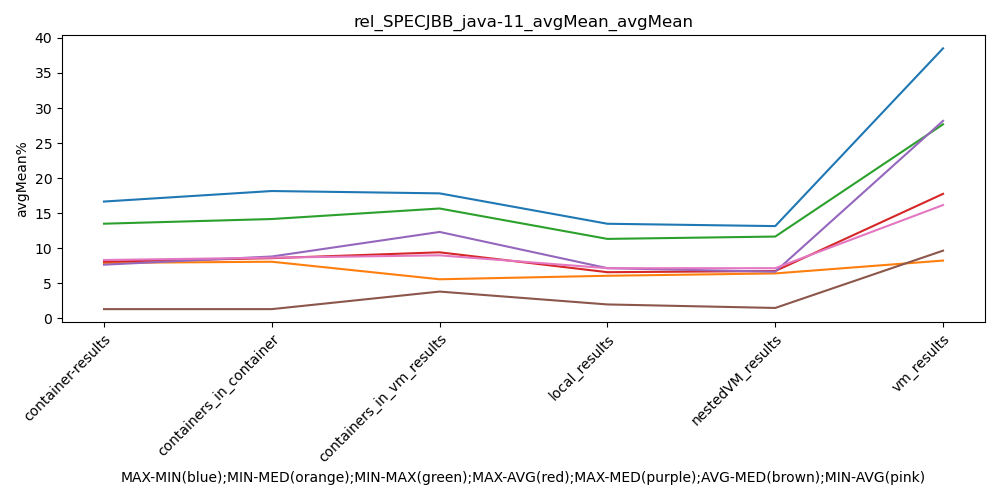 rel_SPECJBB_java-11_avgMean_avgMean
avgMean%
40
35
30
25
20
15
10
5
0
container-results
containers_in_container
containers_in_vm_results
local_results
nestedVM_results
vm_results
MAX-MIN(blue);MIN-MED(orange);MIN-MAX(green);MAX-AVG(red);MAX-MED(purple);AVG-MED(brown);MIN-AVG(pink)